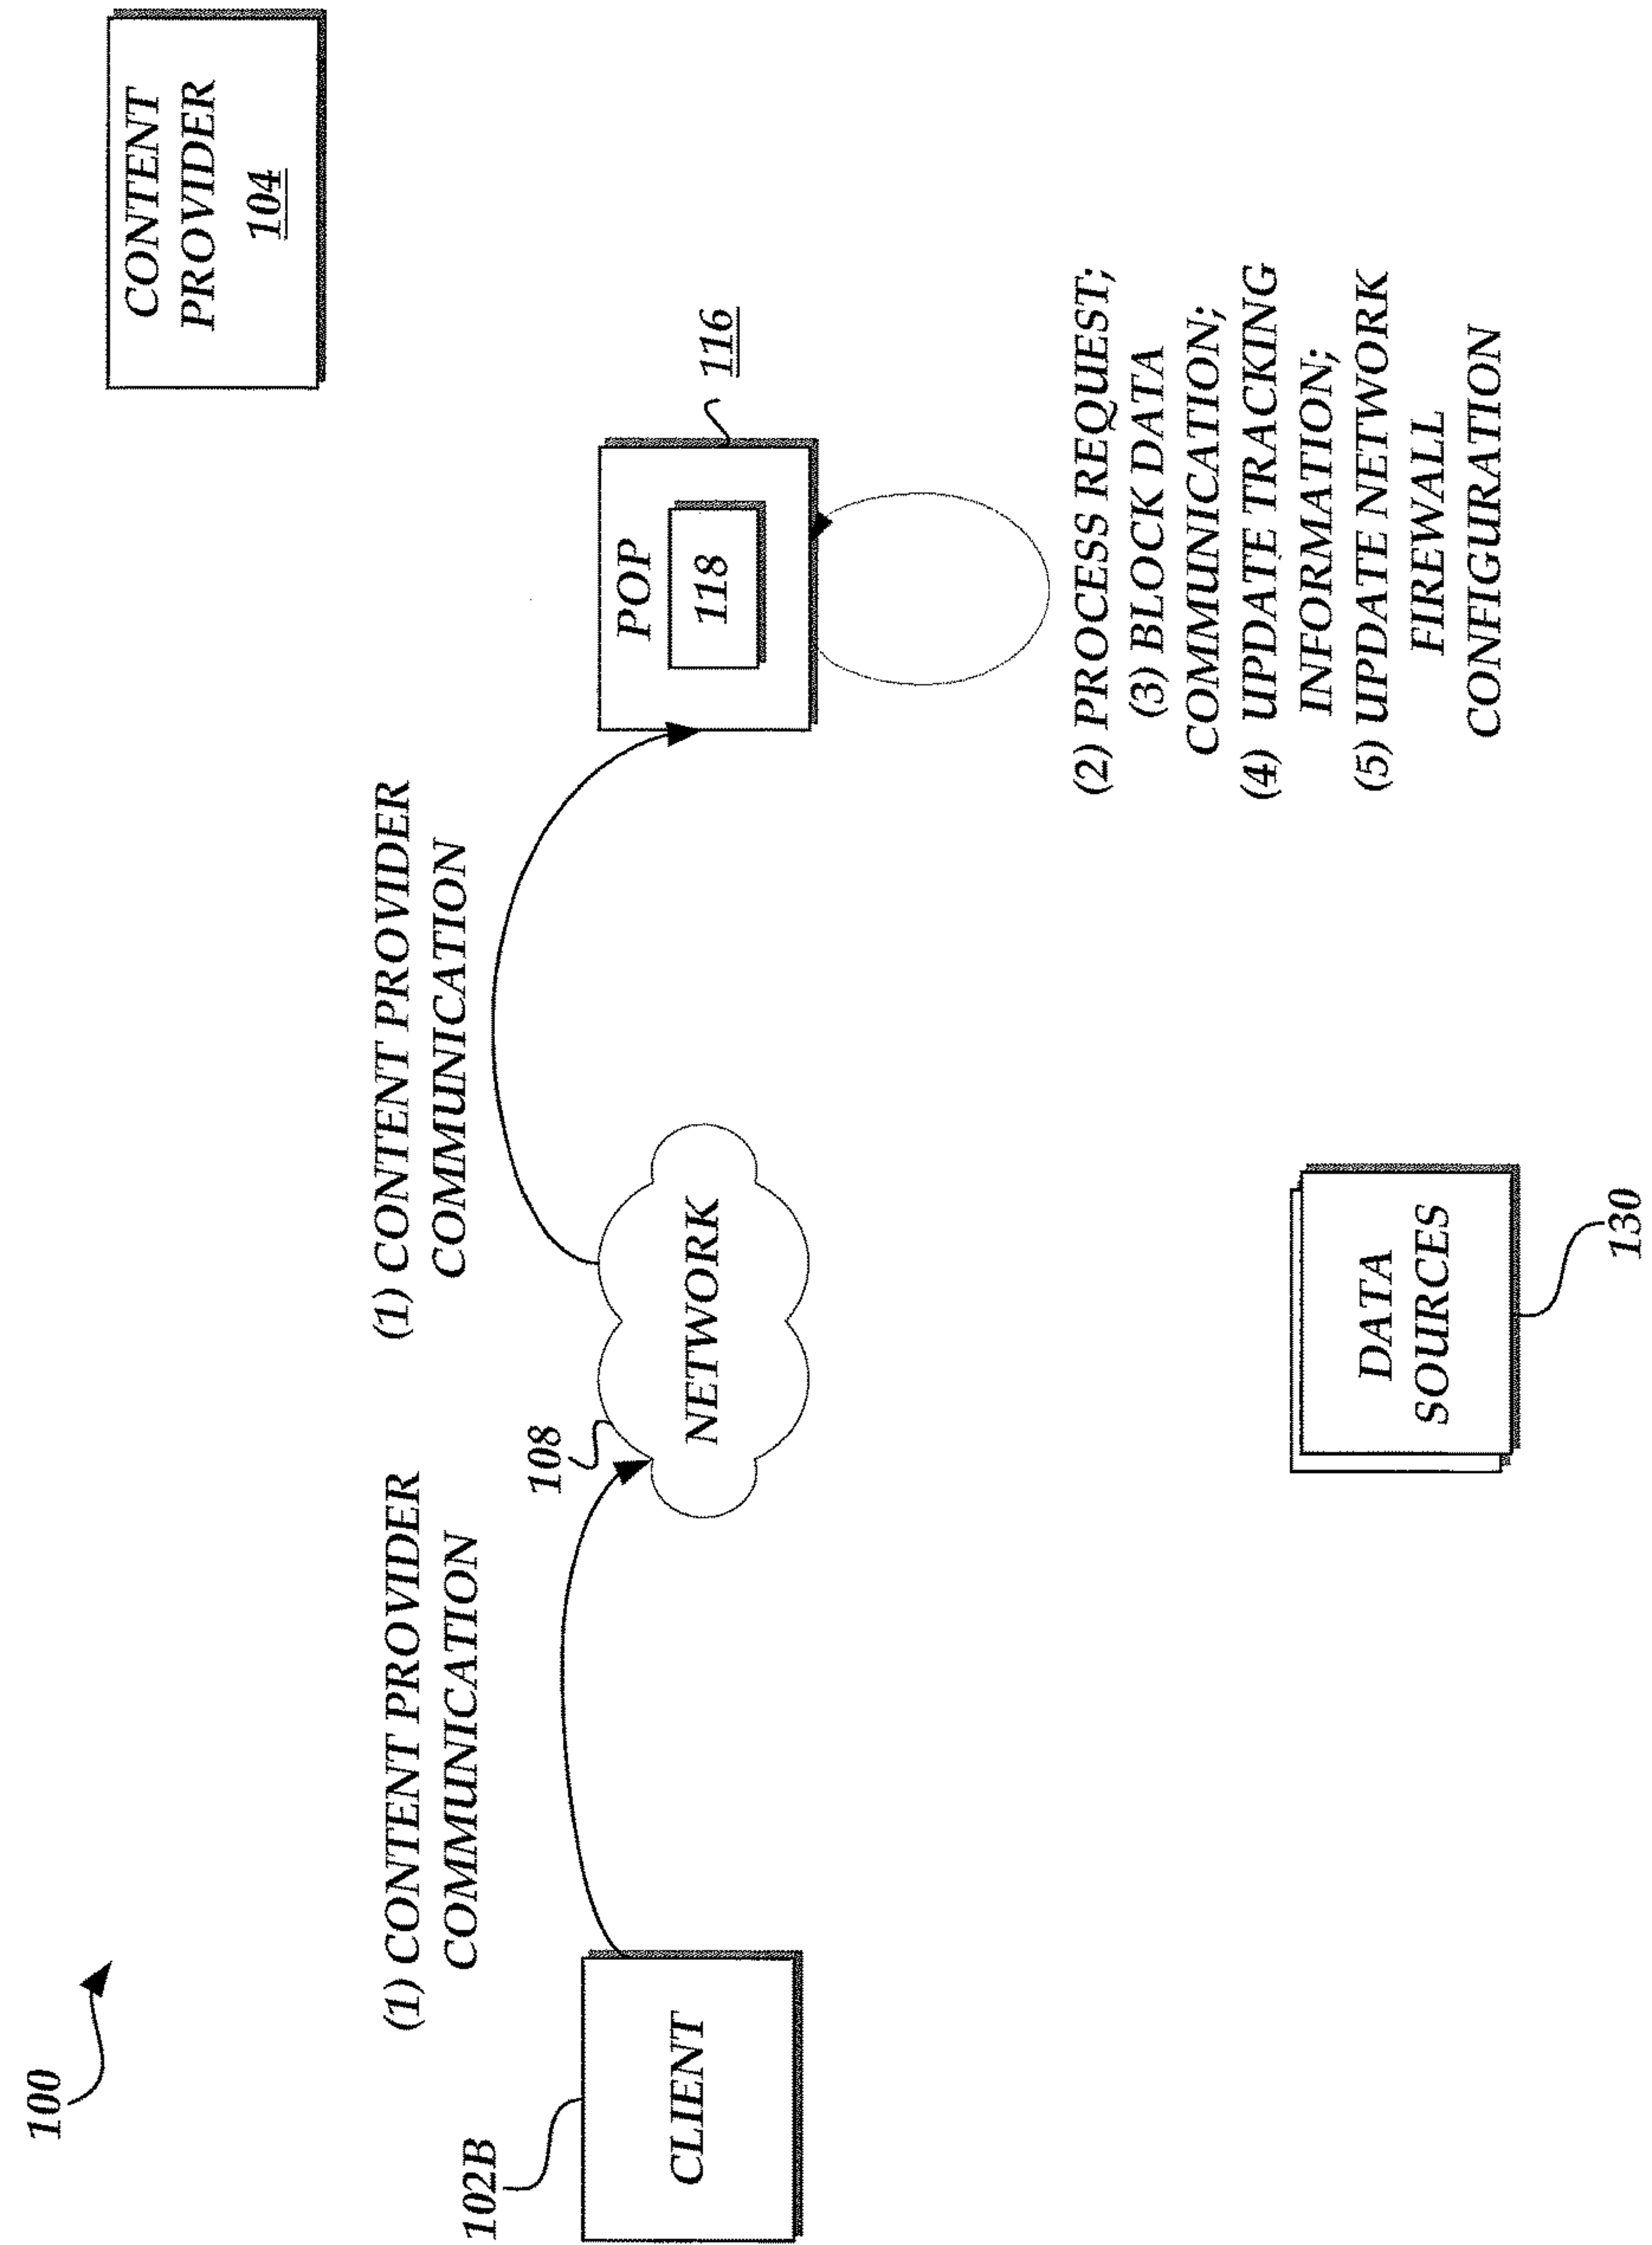 100
CONTENT
PROVIDER
104
(1) CONTENT PROVIDER
COMMUNICATION
(1) CONTENT PROVIDER
COMMUNICATION
102B
CLIENT
108
NETWORK
POP
118
116
(2) PROCESS REQUEST;
(3) BLOCK DATA
COMMUNICATION;
(4) UPDATE TRACKING
INFORMATION;
(5) UPDATE NETWORK
FIREWALL
CONFIGURATION
DATA
SOURCES
130